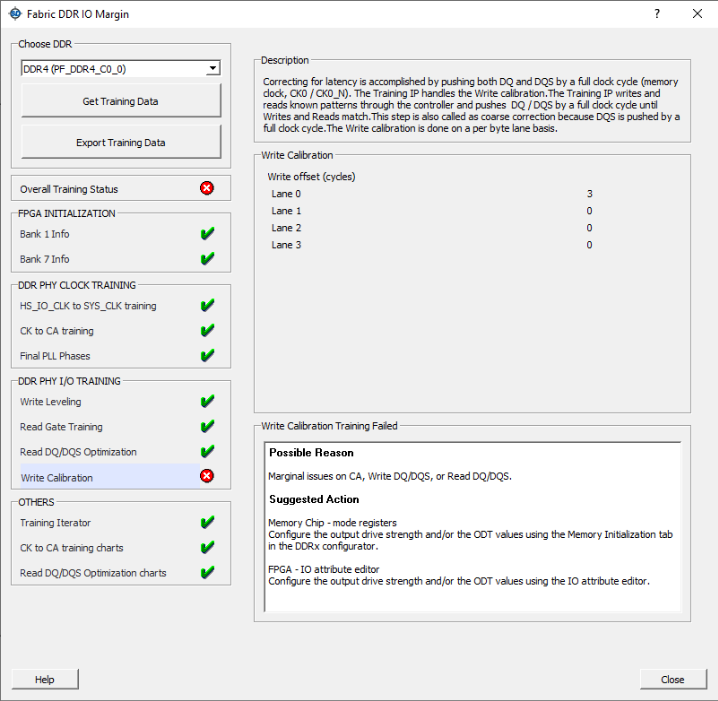 Fabric DDR IO Margin
?
Choose DDR
DDR4 (PF_DDR4_C0_0)
Get Training Data
Export Training Data
Overall Training Status
FPGA INITIALIZATION
Bank 1 Info
Bank 7 Info
DDR PHY CLOCK TRAINING
HS_IO_CLK to SYS_CLK training
CK to CA training
Final PLL Phases
DDR PHY I/O TRAINING
Write Leveling
Read Gate Training
Read DQ/DQS Optimization
Write Calibration
OTHERS
Training Iterator
CK to CA training charts
Read DQ/DQS Optimization charts
Description
Correcting for latency is accomplished by pushing both DQ and DQS by a full clock cycle (memory
clock, CK0 / CK0_N). The Training IP handles the Write calibration.The Training IP writes and
reads known patterns through the controller and pushes  DQ / DQS by a full clock cycle until
Writes and Reads match.This step is also called as coarse correction because DQS is pushed by a
full clock cycle.The Write calibration is done on a per byte lane basis.
Write Calibration
Write offset (cycles)
Lane 0 3
Lane 1 0
Lane 2 0
Lane 3 0
Write Calibration Training Failed
Possible Reason
Marginal issues on CA, Write DQ/DQS, or Read DQ/DQS.
Suggested Action
Memory Chip - mode registers
Configure the output drive strength and/or the ODT values using the Memory Initialization tab
in the DDRx configurator.
FPGA - IO attribute editor
Configure the output drive strength and/or the ODT values using the IO attribute editor.
Help
Close